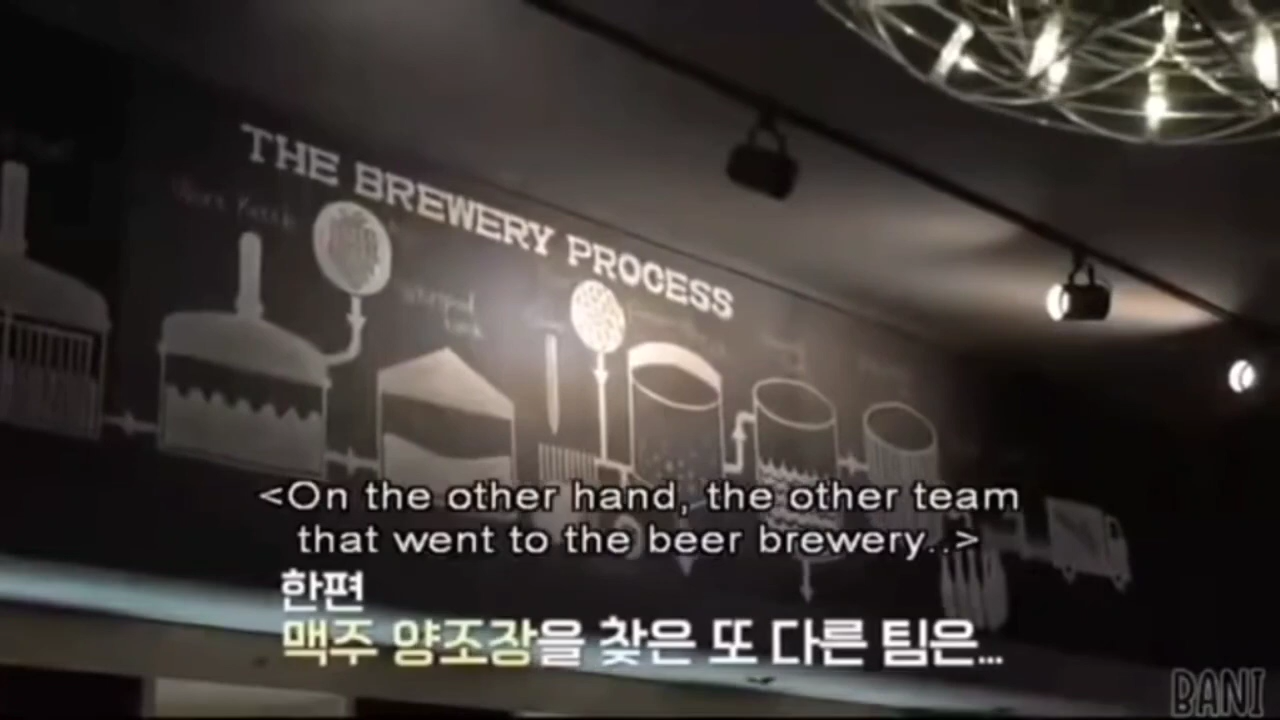 THE BREWERY PROCESS
<On the other hand, the other team
that went to the beer brewery..>
한편
맥주 양조장을 찾은 또 다른 팀은...
BANI